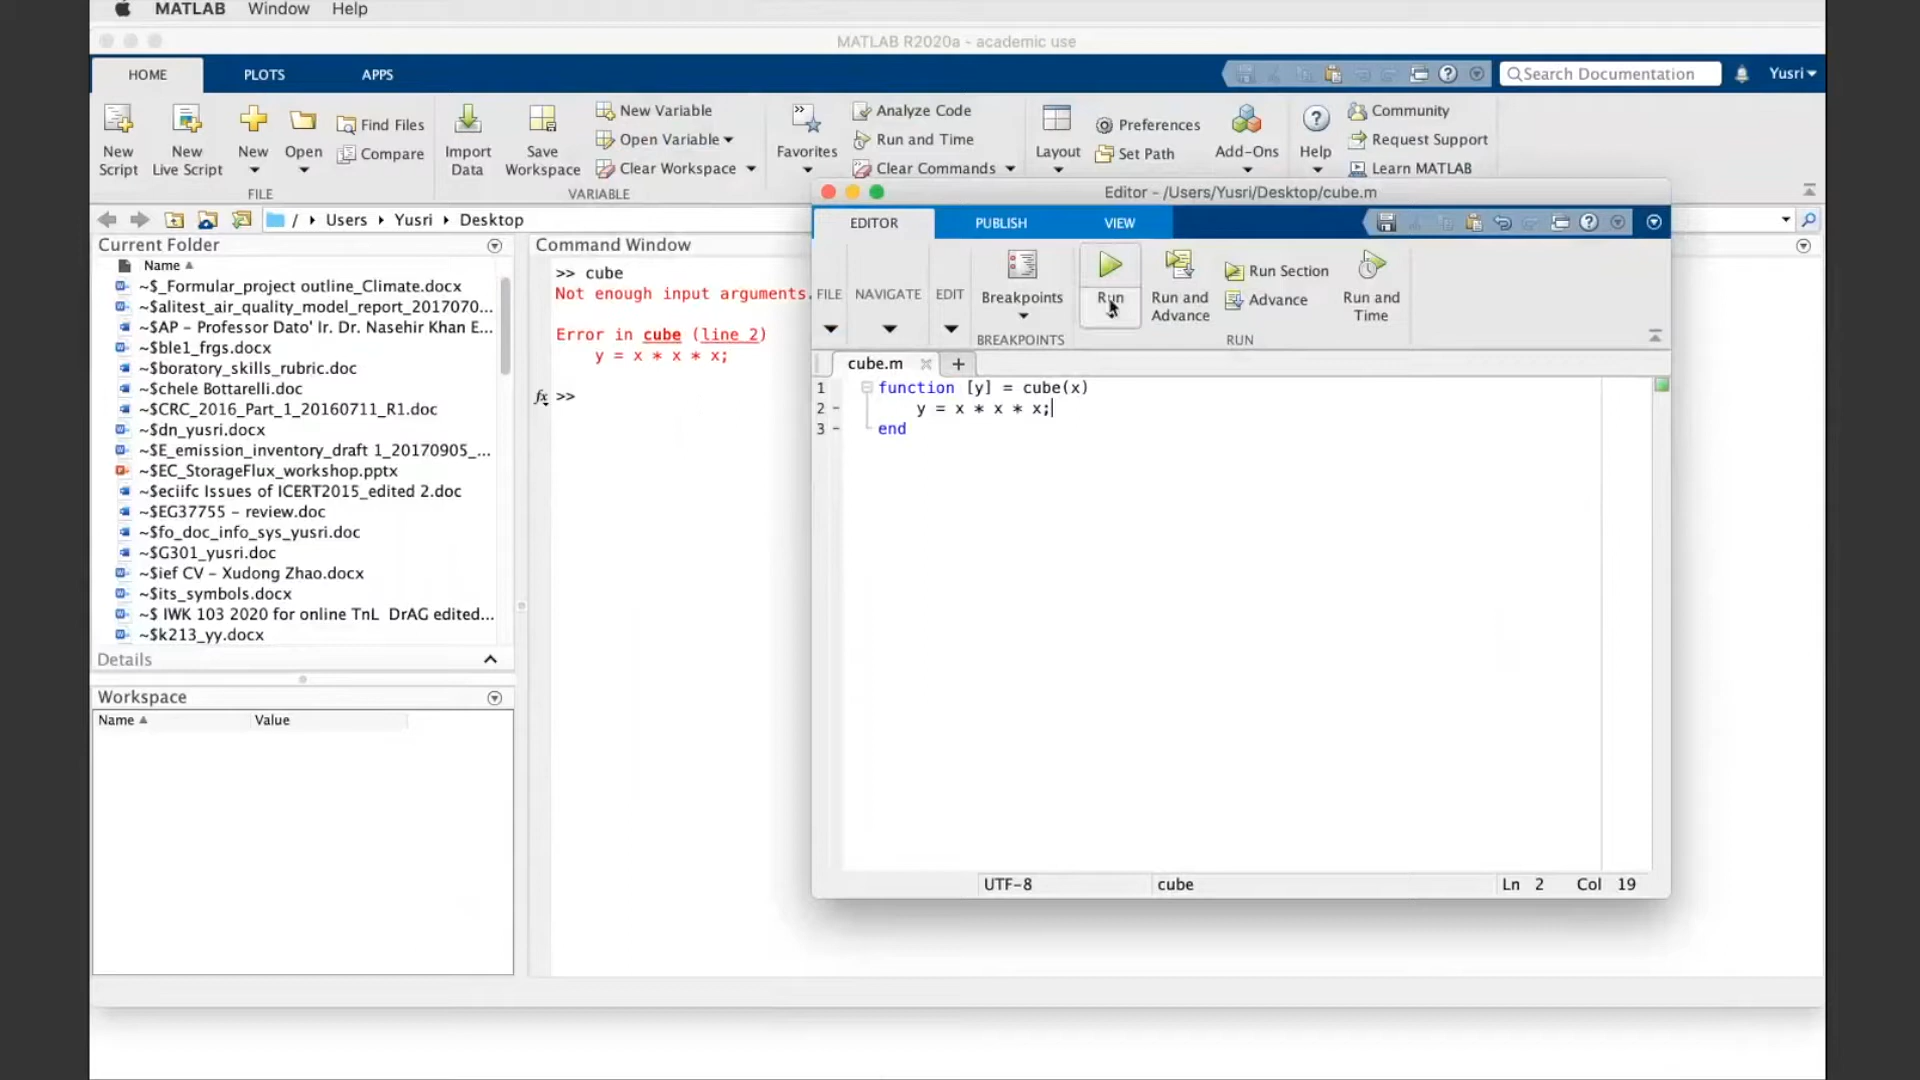 MATLAB Window Help
MATLAB R2020a - academic use
HOME PLOTS APPS
Search Documentation
Yusri
New Script
New Live Script
New
Open
Find Files
Compare
FILE
Import Data
Save Workspace
New Variable
Open Variable
Clear Workspace
VARIABLE
Favorites
Analyze Code
Run and Time
Clear Commands
Layout
Preferences
Set Path
Add-Ons
Help
Community
Request Support
Learn MATLAB
/ Users Yusri Desktop
Current Folder
Name
~$_Formular_project outline_Climate.docx
~$alitest_air_quality_model_report_2017070...
~$AP - Professor Dato' Ir. Dr. Nasehir Khan E...
~$ble1_frgs.docx
~$boratory_skills_rubric.doc
~$chele Bottarelli.doc
~$CRC_2016_Part_1_20160711_R1.doc
~$dn_yusri.docx
~$E_emission_inventory_draft 1_20170905_...
~$EC_StorageFlux_workshop.pptx
~$eciifc Issues of ICERT2015_edited 2.doc
~$EG37755 - review.doc
~$fo_doc_info_sys_yusri.doc
~$G301_yusri.doc
~$ief CV - Xudong Zhao.docx
~$its_symbols.docx
~$ IWK 103 2020 for online TnL DrAG edited...
~$k213_yy.docx
Details
Workspace
Name Value
Command Window
>> cube
Not enough input arguments.
Error in cube (line 2)
y = x * x * x;
fx >>
Editor - /Users/Yusri/Desktop/cube.m
EDITOR PUBLISH VIEW
FILE
NAVIGATE
EDIT
Breakpoints
BREAKPOINTS
Run
Run and Advance
Run Section
Advance
Run and Time
RUN
cube.m
+
1 function [y] = cube(x)
2 - y = x * x * x;
3 - end
UTF-8
cube
Ln 2 Col 19